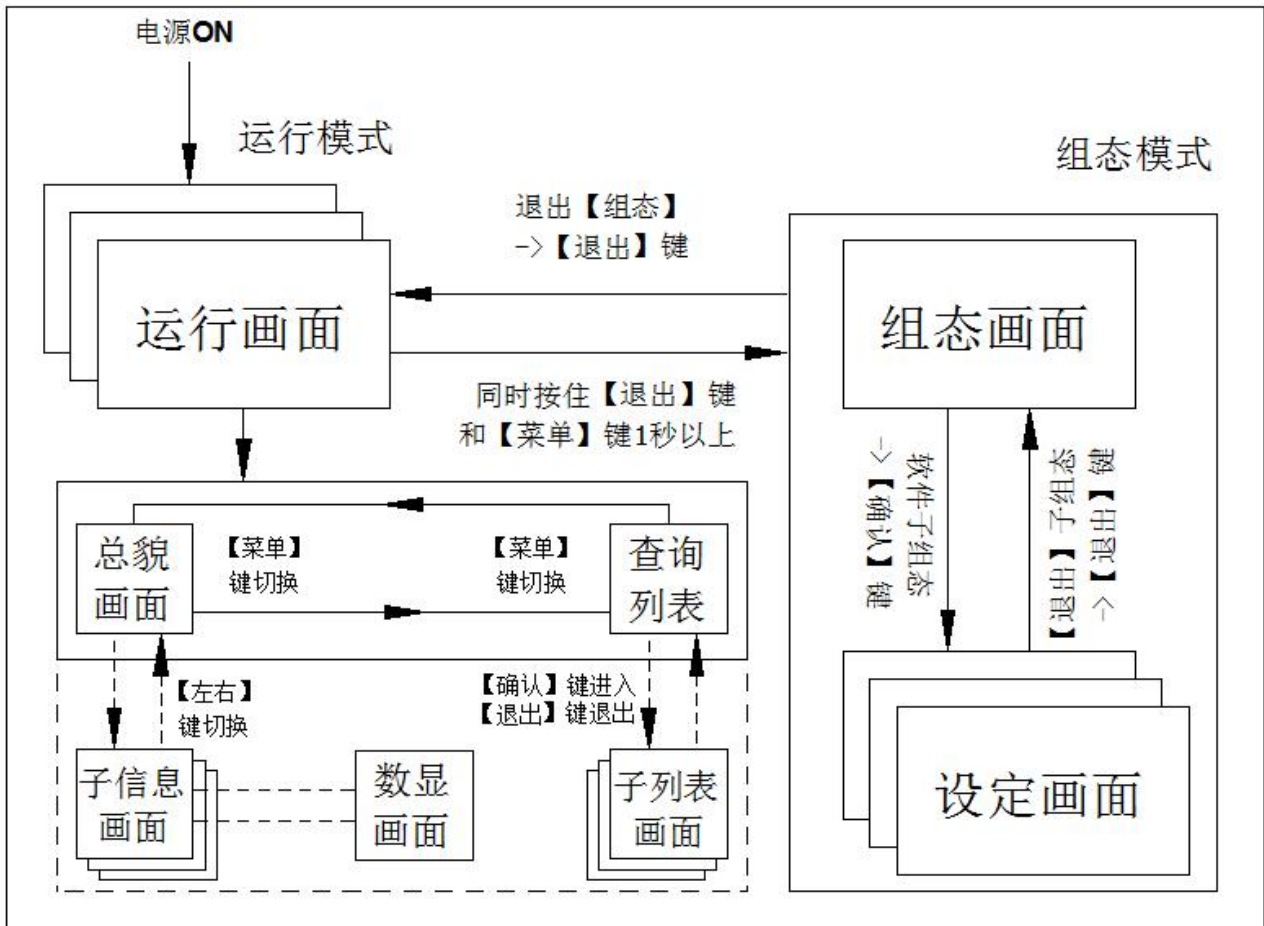 电源ON
运行模式
组态模式
退出【组态】
->【退出】键
运行画面
组态画面
同时按住【退出】键
和【菜单】键1秒以上
软件子组态
->【确认】键
【退出】子组态
->【退出】键
总貌
画面
【菜单】
键切换
【菜单】
键切换
查询
列表
【左右】
键切换
【确认】键进入
【退出】键退出
子信息
画面
数显
画面
子列表
画面
设定画面